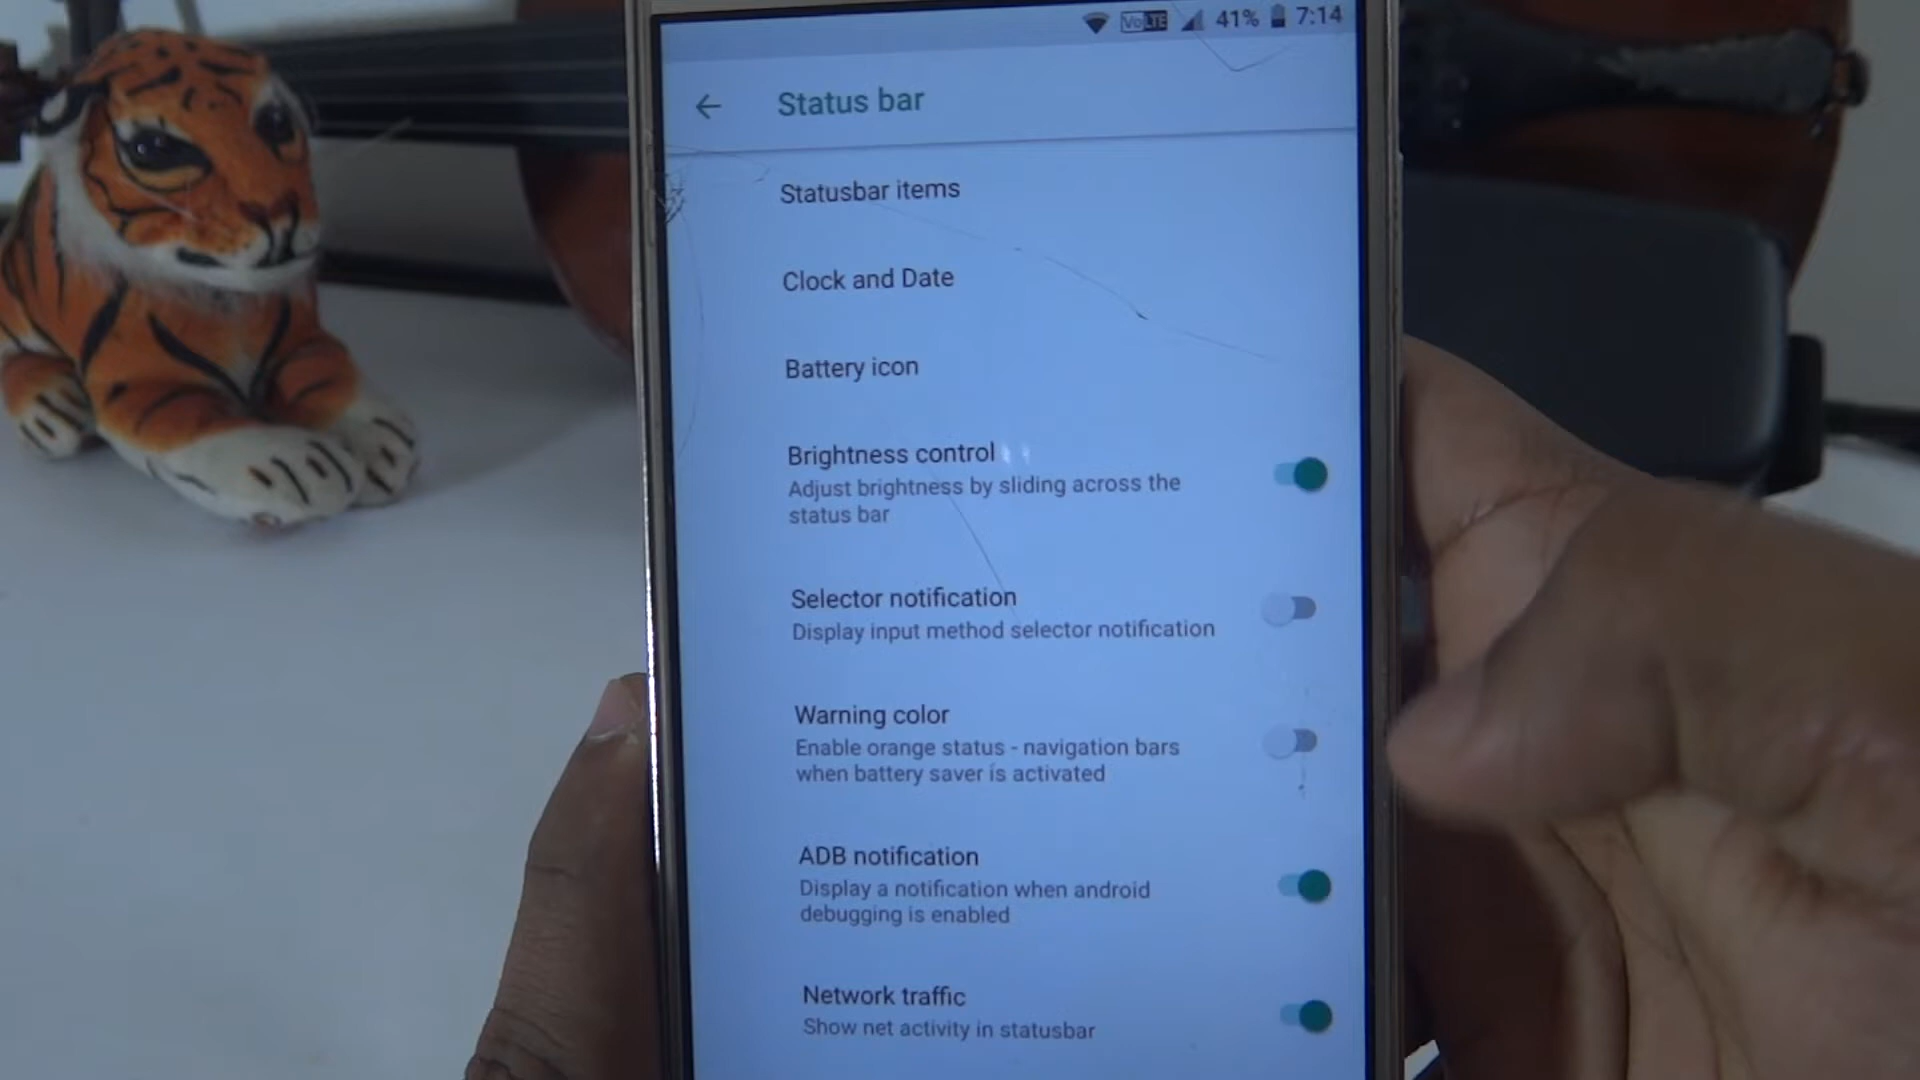 VoLTE 41% 7:14
Status bar
Statusbar items
Clock and Date
Battery icon
Brightness control
Adjust brightness by sliding across the
status bar
Selector notification
Display input method selector notification
Warning color
Enable orange status - navigation bars
when battery saver is activated
ADB notification
Display a notification when android
debugging is enabled
Network traffic
Show net activity in statusbar